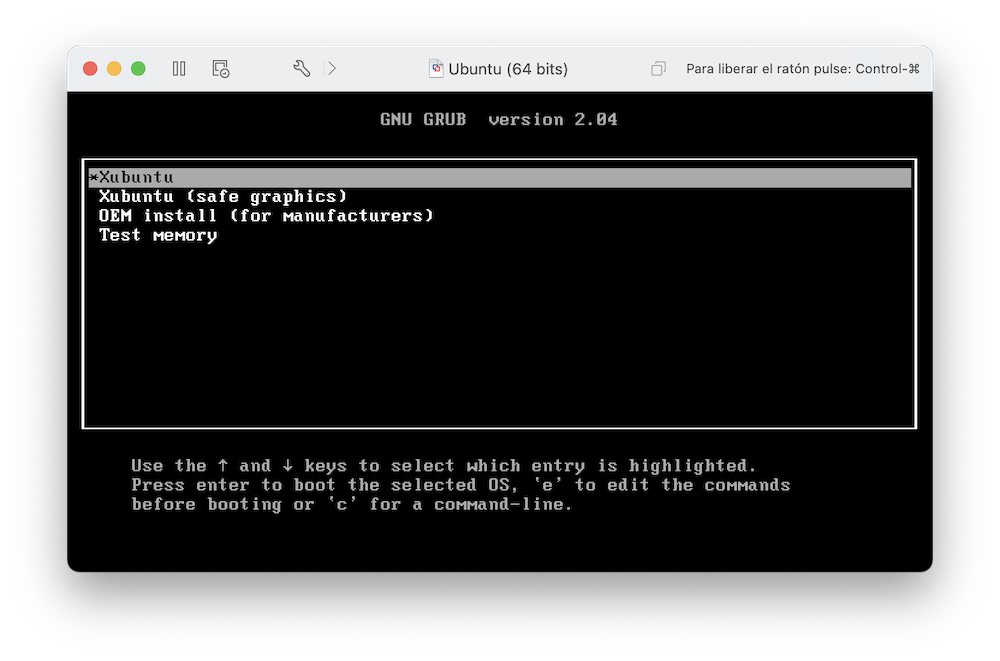 Ubuntu (64 bits)
Para liberar el ratón pulse: Control-⌘
GNU GRUB  version 2.04
*Xubuntu
Xubuntu (safe graphics)
OEM install (for manufacturers)
Test memory
Use the ↑ and ↓ keys to select which entry is highlighted.
Press enter to boot the selected OS, `e' to edit the commands
before booting or `c' for a command-line.